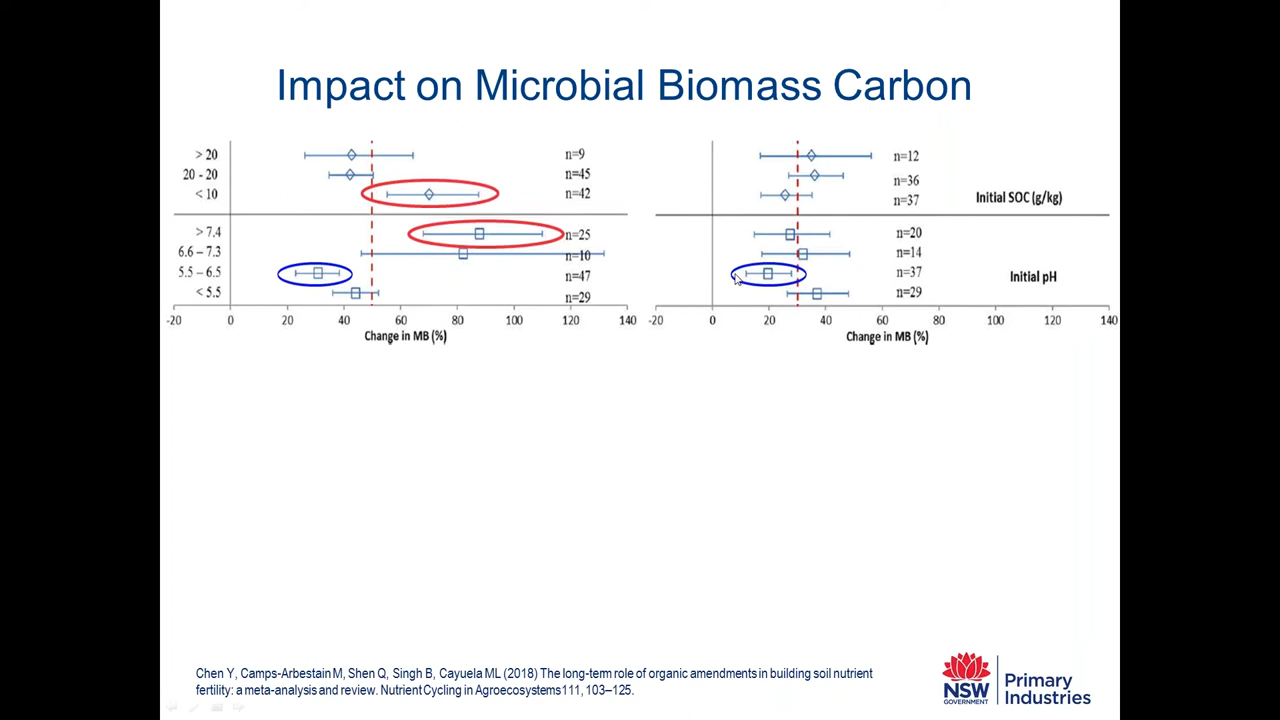 Impact on Microbial Biomass Carbon
> 20
n=9
20 - 20
n=45
< 10
n=42
> 7.4
n=25
6.6 – 7.3
n=10
5.5 – 6.5
n=47
< 5.5
n=29
-20 0 20 40 60 80 100 120 140
Change in MB (%)
n=12
n=36
n=37
Initial SOC (g/kg)
n=20
n=14
n=37
Initial pH
n=29
-20 0 20 40 60 80 100 120 140
Change in MB (%)
Chen Y, Camps-Arbestain M, Shen Q, Singh B, Cayuela ML (2018) The long-term role of organic amendments in building soil nutrient
fertility: a meta-analysis and review. Nutrient Cycling in Agroecosystems 111, 103–125.
NSW
GOVERNMENT
Primary
Industries